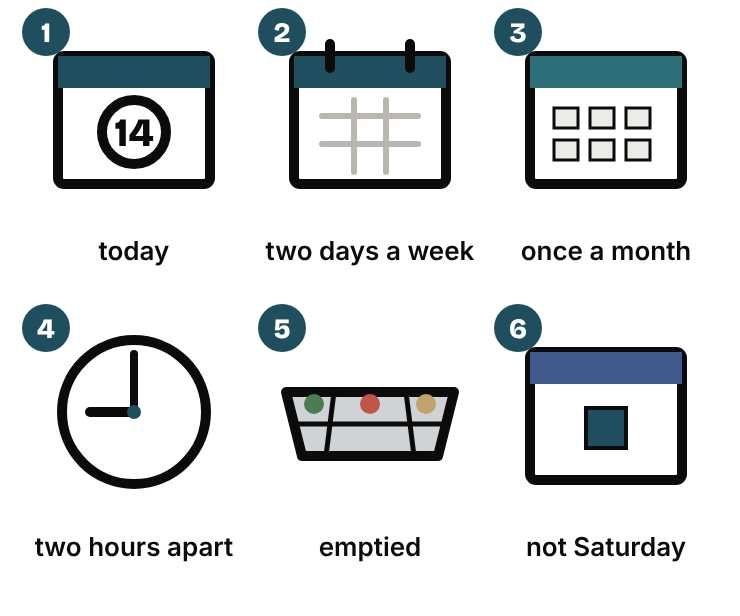 1
2
3
14
today
two days a week
once a month
4
5
6
two hours apart
emptied
not Saturday